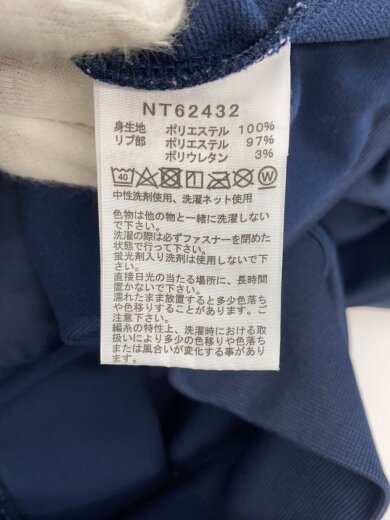 NT62432
身生地 ポリエステル 100%
リブ部 ポリエステル 97%
ポリウレタン 3%
40
中性洗剤使用、洗濯ネット使用
色物は他の物と一緒に洗濯しない
で下さい。
洗濯の際は必ずファスナーを閉めた
状態で行って下さい。
蛍光剤入り洗剤は使用しないで下
さい。
直接日光の当たる場所に、長時間
置かないで下さい。
濡れたまま放置すると多少色落ち
や色移りすることがあります。ご
注意下さい。
編糸の特性上、洗濯時における取
扱いにより多少の色移りや色落ち
または風合いが変化する事があり
ます。